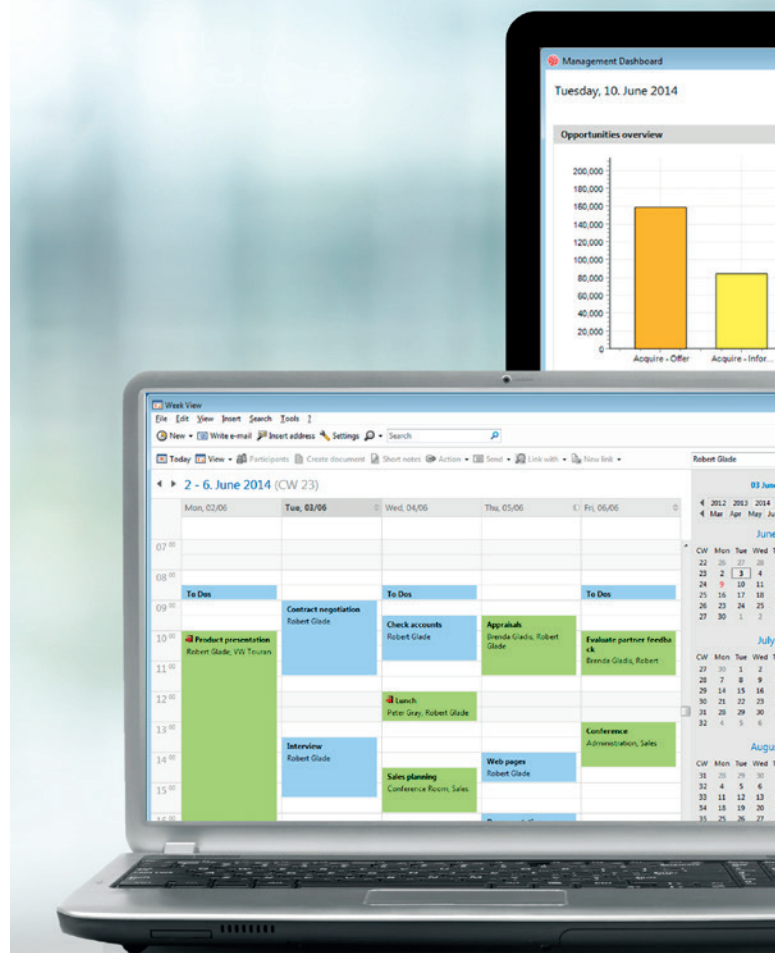 Management Dashboard
Tuesday, 10. June 2014
Opportunities overview
200,000
180,000
160,000
140,000
120,000
100,000
80,000
60,000
40,000
20,000
0
Acquire - Offer Acquire - Infor...
Week View
File Edit View Insert Search Tools ?
New Write e-mail Insert address Settings Search
Today View Participants Create document Short notes Action Send Link with New link
Robert Glade
2 - 6. June 2014 (CW 23)
Mon, 02/06 Tue, 03/06 Wed, 04/06 Thu, 05/06 Fri, 06/06
07 00
08 00
To Dos To Dos To Dos
09 00
Contract negotiation
Robert Glade
Check accounts
Robert Glade
Appraisals
Brenda Gladis, Robert
Glade
10 00
Product presentation
Robert Glade, VW Touran
Evaluate partner feedba
ck
Brenda Gladis, Robert
11 00
12 00
Lunch
Peter Gray, Robert Glade
13 00
Conference
Administration, Sales
Interview
Robert Glade
14 00
Web pages
Robert Glade
Sales planning
Conference Room, Sales
15 00
03 June
2012 2013 2014
Mar Apr May Ju
June
CW Mon Tue Wed T
22 26 27 28
23 2 3 4
24 9 10 11
25 16 17 18
26 23 24 25
27 30 1 2
July
CW Mon Tue Wed T
27 30 1 2
28 7 8 9
29 14 15 16
30 21 22 23
31 28 29 30
32 4 5 6
Augu
CW Mon Tue Wed T
31 28 29 30
32 4 5 6
33 11 12 13
34 18 19 20
35 25 26 27